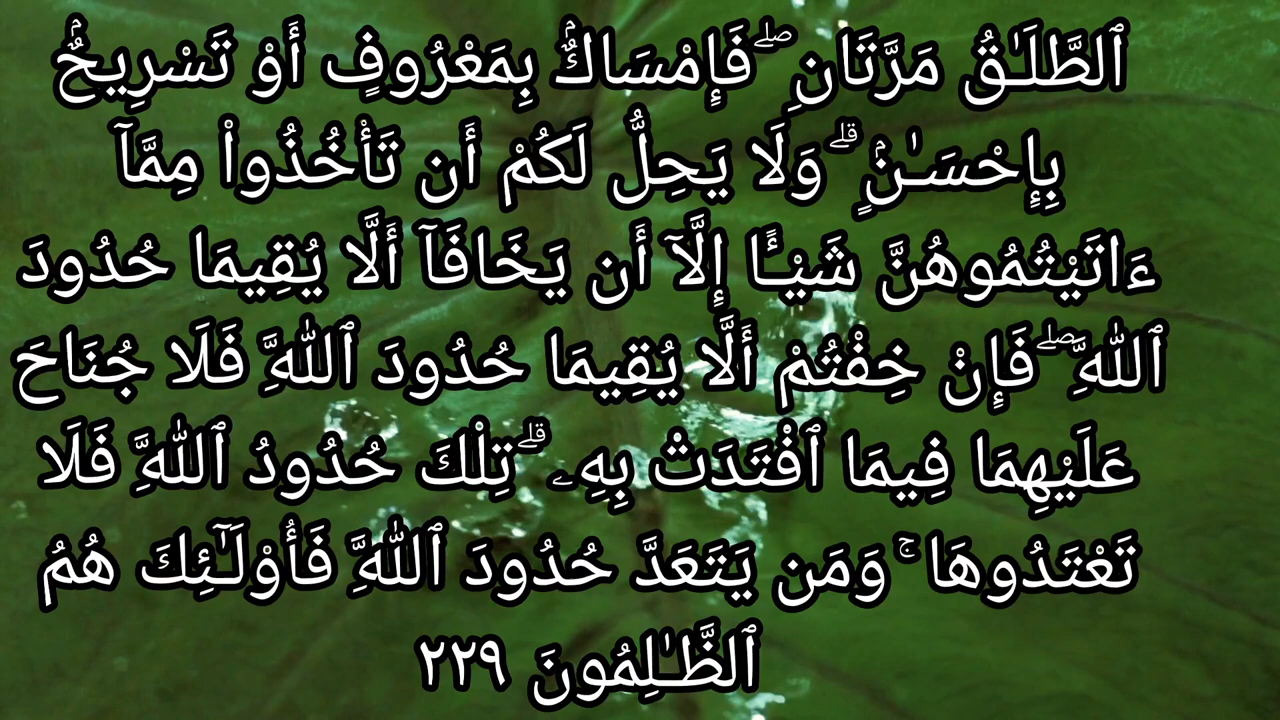 ٱلطَّلَـٰقُ مَرَّتَانِ ۖ فَإِمْسَاكٌۢ بِمَعْرُوفٍ أَوْ تَسْرِيحٌۢ
بِإِحْسَـٰنٍۢ ۗ وَلَا يَحِلُّ لَكُمْ أَن تَأْخُذُوا۟ مِمَّآ
ءَاتَيْتُمُوهُنَّ شَيْـًٔا إِلَّآ أَن يَخَافَآ أَلَّا يُقِيمَا حُدُودَ
ٱللَّهِ ۖ فَإِنْ خِفْتُمْ أَلَّا يُقِيمَا حُدُودَ ٱللَّهِ فَلَا جُنَاحَ
عَلَيْهِمَا فِيمَا ٱفْتَدَتْ بِهِۦ ۗ تِلْكَ حُدُودُ ٱللَّهِ فَلَا
تَعْتَدُوهَا ۚ وَمَن يَتَعَدَّ حُدُودَ ٱللَّهِ فَأُو۟لَـٰٓئِكَ هُمُ
ٱلظَّـٰلِمُونَ ٢٢٩